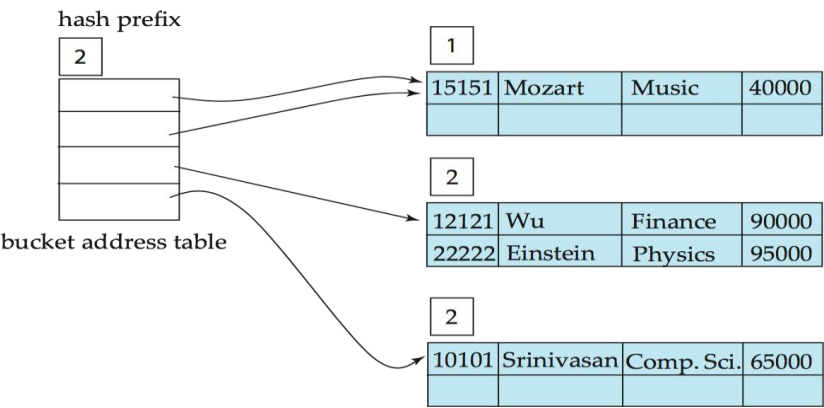 hash prefix
2
bucket address table
1
15151 Mozart Music 40000
2
12121 Wu Finance 90000
22222 Einstein Physics 95000
2
10101 Srinivasan Comp. Sci. 65000